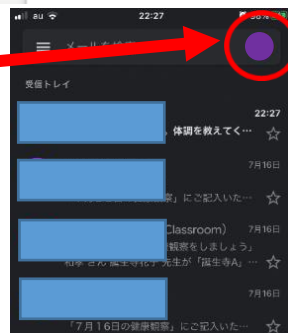 au 22:27
メールを検索
受信トレイ
22:27
、体調を教えてく…
7月16日
」にご記入いた…
Classroom) 7月16日
観察をしましょう」
さん 誕生寺花子 先生が「誕生寺A」…
7月16日
「7月16日の健康観察」にご記入いた…